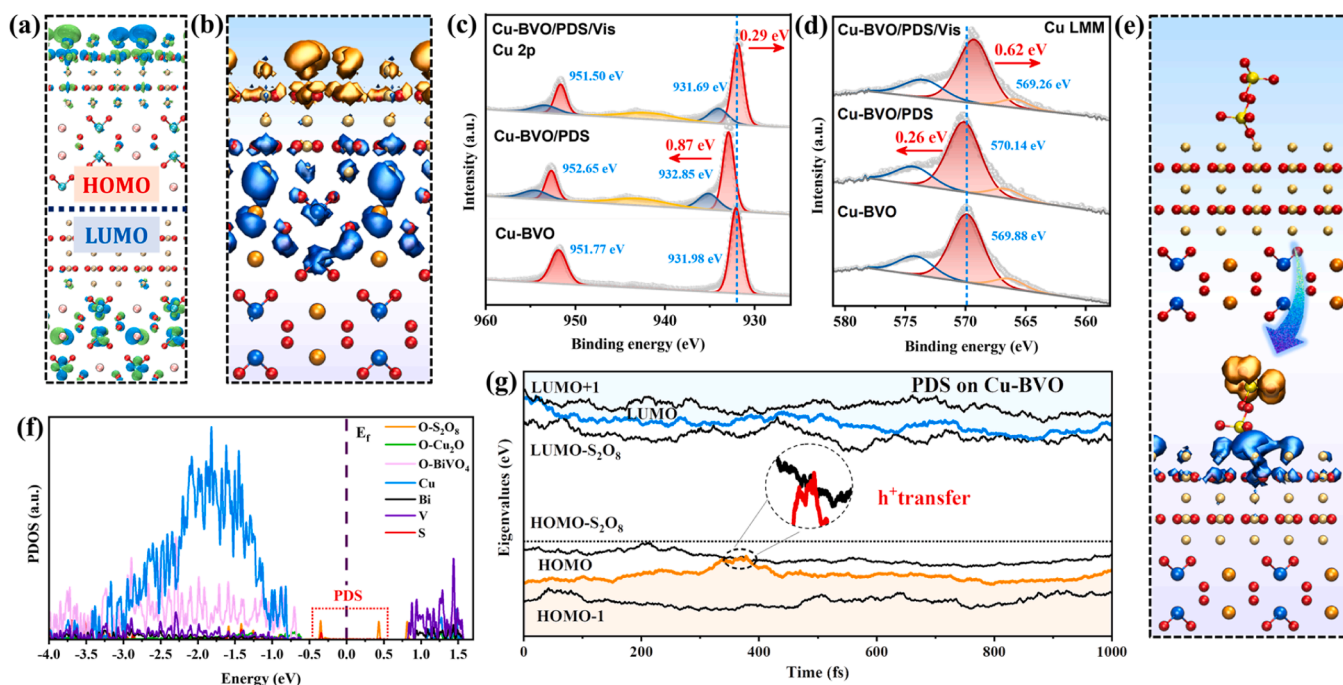 (a)
HOMO
LUMO
(b)
(c)
Cu-BVO/PDS/Vis
Cu 2p
0.29 eV
951.50 eV
931.69 eV
Cu-BVO/PDS
0.87 eV
952.65 eV
932.85 eV
Cu-BVO
951.77 eV
931.98 eV
Intensity (a.u.)
960
950
940
930
Binding energy (eV)
(d)
Cu-BVO/PDS/Vis
Cu LMM
0.62 eV
569.26 eV
Cu-BVO/PDS
0.26 eV
570.14 eV
Cu-BVO
569.88 eV
Intensity (a.u.)
580
575
570
565
560
Binding energy (eV)
(e)
(f)
Ef
O-S2O8
O-Cu2O
O-BiVO4
Cu
Bi
V
S
PDS
PDOS (a.u.)
-4.0
-3.5
-3.0
-2.5
-2.0
-1.5
-1.0
-0.5
0.0
0.5
1.0
1.5
Energy (eV)
(g)
PDS on Cu-BVO
LUMO+1
LUMO
LUMO-S2O8
h+transfer
HOMO-S2O8
HOMO
HOMO-1
Eigenvalues (eV)
0
200
400
600
800
1000
Time (fs)